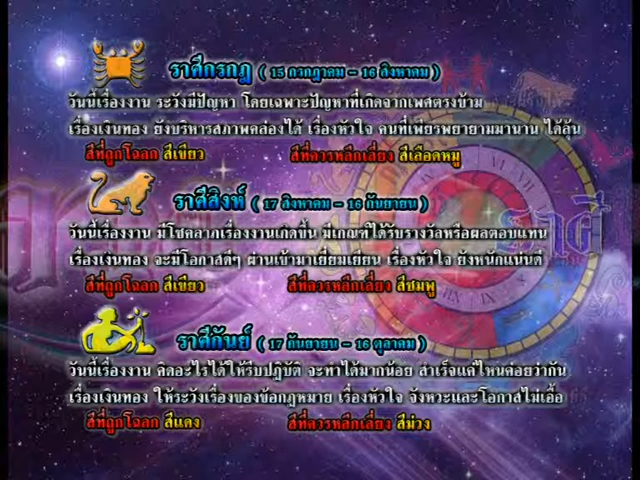 ราศีกรกฎ ( 15 กรกฎาคม - 16 สิงหาคม )
วันนี้เรื่องงาน ระวังมีปัญหา โดยเฉพาะปัญหาที่เกิดจากเพศตรงข้าม
เรื่องเงินทอง ยังบริหารสภาพคล่องได้ เรื่องหัวใจ คนที่เพียรพยายามมานาน ได้ลุ้น
สีที่ถูกโฉลก สีเขียว สีที่ควรหลีกเลี่ยง สีเลือดหมู
ราศีสิงห์ ( 17 สิงหาคม - 16 กันยายน )
วันนี้เรื่องงาน มีโชคลาภเรื่องงานเกิดขึ้น มีเกณฑ์ได้รับรางวัลหรือผลตอบแทน
เรื่องเงินทอง จะมีโอกาสดีๆ ผ่านเข้ามาเยี่ยมเยียน เรื่องหัวใจ ยังหนักแน่นดี
สีที่ถูกโฉลก สีเขียว สีที่ควรหลีกเลี่ยง สีชมพู
ราศีกันย์ ( 17 กันยายน - 16 ตุลาคม )
วันนี้เรื่องงาน คิดอะไรได้ให้รีบปฏิบัติ จะทำได้มากน้อย สำเร็จแค่ไหนค่อยว่ากัน
เรื่องเงินทอง ให้ระวังเรื่องของข้อกฎหมาย เรื่องหัวใจ จังหวะและโอกาสไม่เอื้อ
สีที่ถูกโฉลก สีแดง สีที่ควรหลีกเลี่ยง สีม่วง